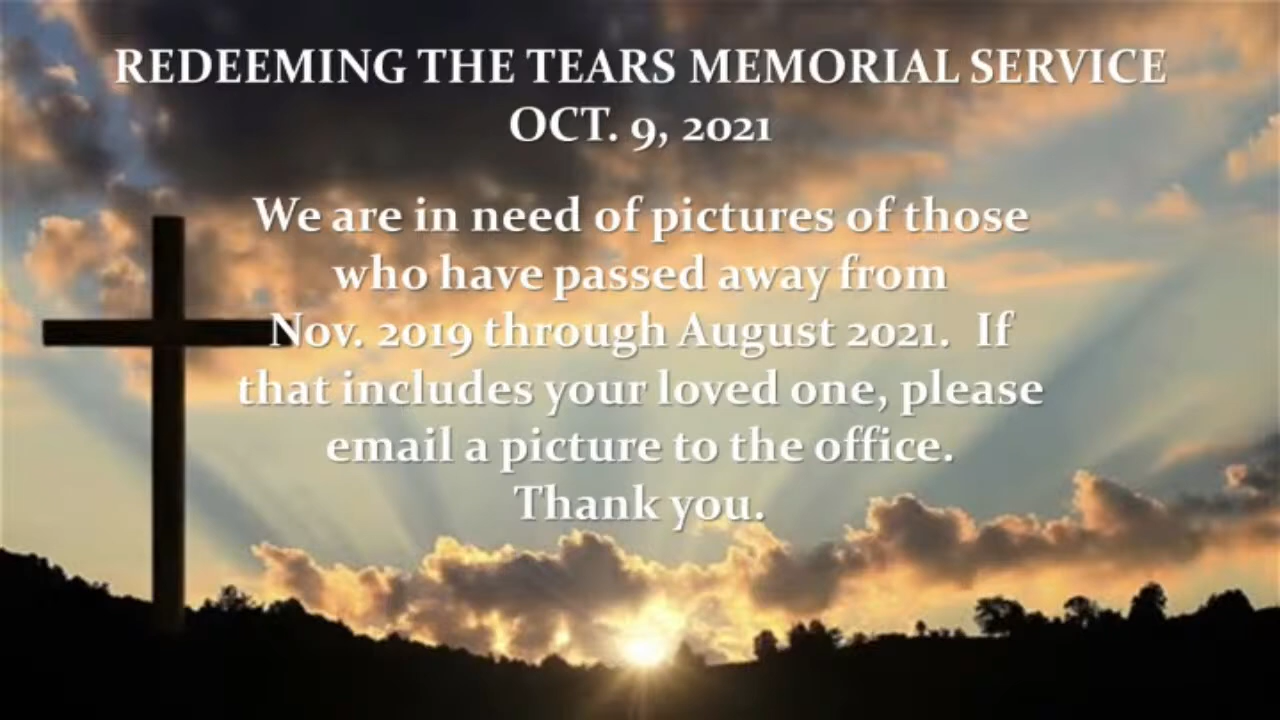 REDEEMING THE TEARS MEMORIAL SERVICE
OCT. 9, 2021
We are in need of pictures of those
who have passed away from
Nov. 2019 through August 2021.  If
that includes your loved one, please
email a picture to the office.
Thank you.